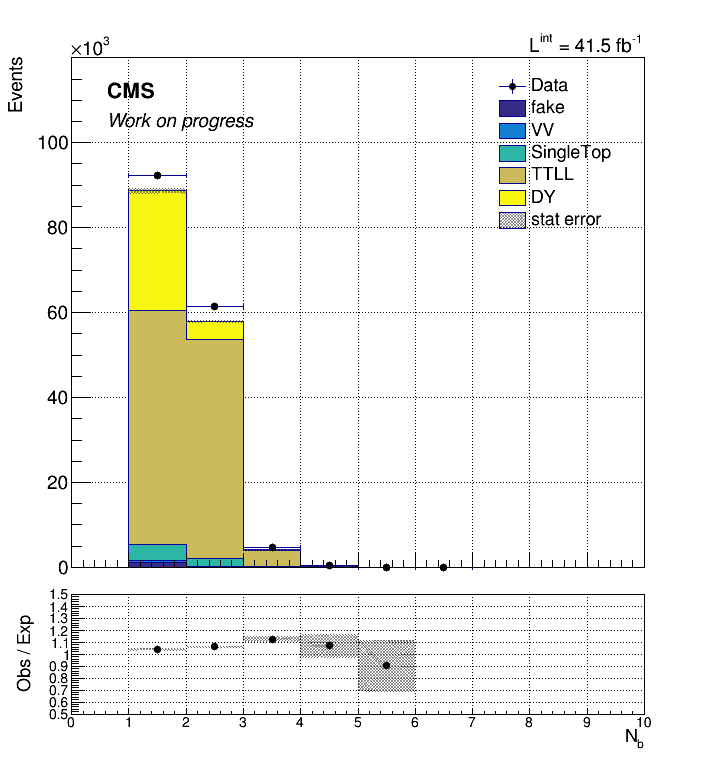 ×10³
L^int = 41.5 fb⁻¹
Events
CMS
Work on progress
Data
fake
VV
SingleTop
TTLL
DY
stat error
100
80
60
40
20
0
Obs / Exp
1.5
1.4
1.3
1.2
1.1
1
0.9
0.8
0.7
0.6
0.5
0 1 2 3 4 5 6 7 8 9 10
N_b